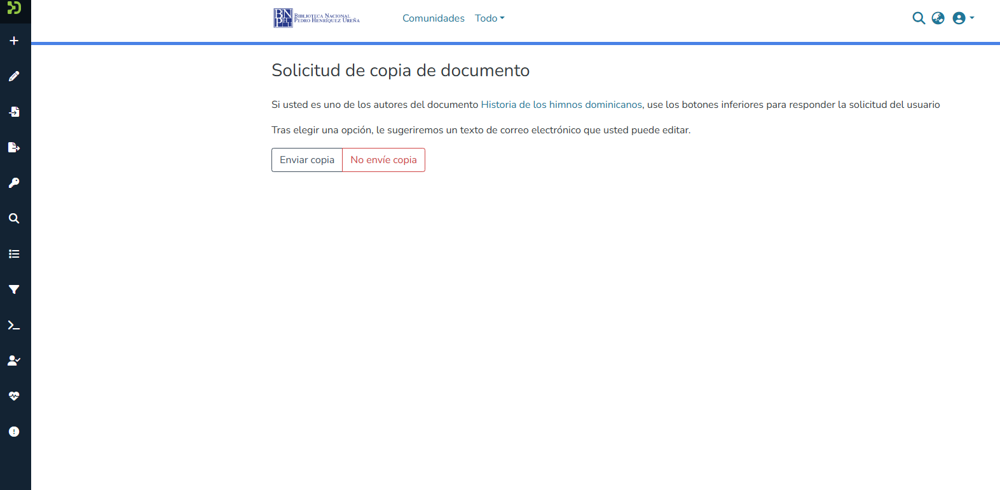 BNPHU BIBLIOTECA NACIONAL
PEDRO HENRÍQUEZ UREÑA
Comunidades Todo
Solicitud de copia de documento
Si usted es uno de los autores del documento Historia de los himnos dominicanos, use los botones inferiores para responder la solicitud del usuario
Tras elegir una opción, le sugeriremos un texto de correo electrónico que usted puede editar.
Enviar copia No envíe copia